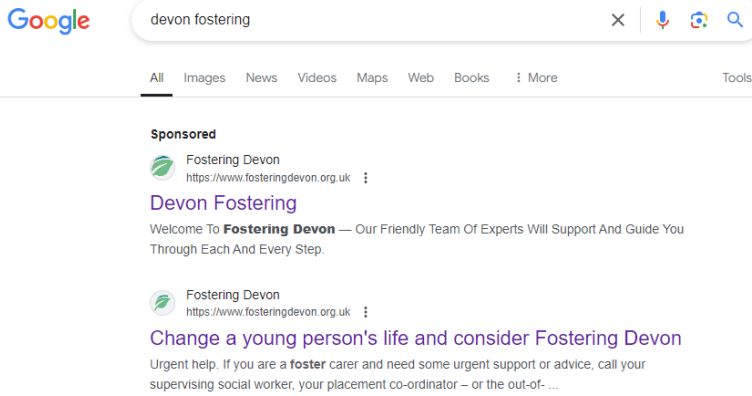 Google
devon fostering
All Images News Videos Maps Web Books More Tools
Sponsored
Fostering Devon
https://www.fosteringdevon.org.uk
Devon Fostering
Welcome To Fostering Devon — Our Friendly Team Of Experts Will Support And Guide You
Through Each And Every Step.
Fostering Devon
https://www.fosteringdevon.org.uk
Change a young person's life and consider Fostering Devon
Urgent help. If you are a foster carer and need some urgent support or advice, call your
supervising social worker, your placement co-ordinator – or the out-of- ...